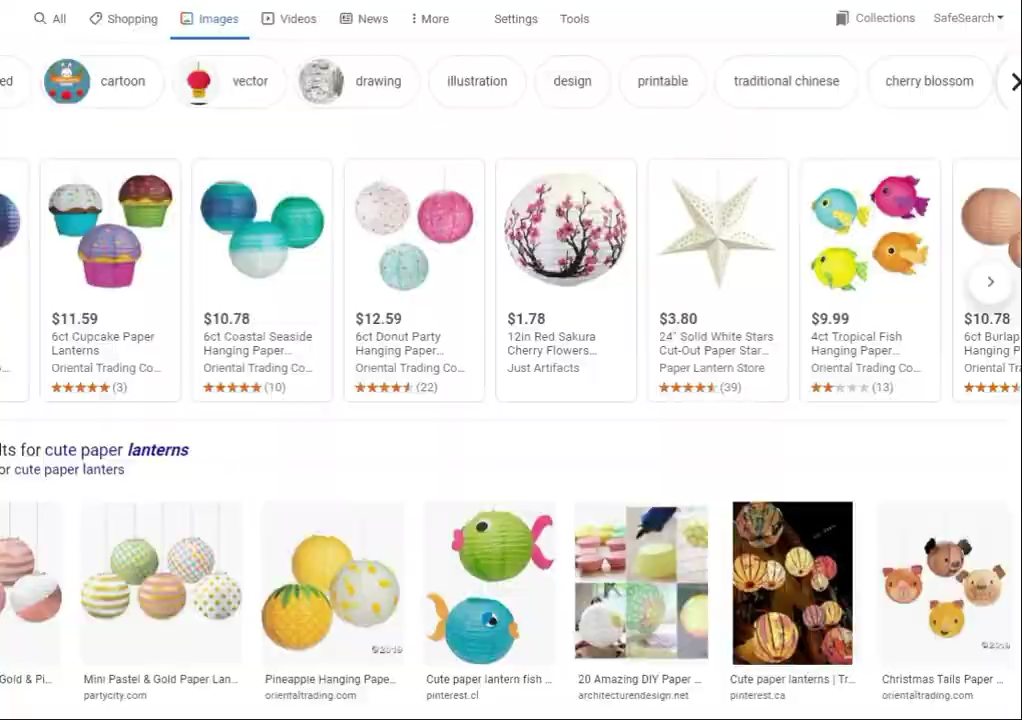 All Shopping Images Videos News More Settings Tools Collections SafeSearch
ed cartoon vector drawing illustration design printable traditional chinese cherry blossom
$11.59
6ct Cupcake Paper
Lanterns
Oriental Trading Co...
(3)
$10.78
6ct Coastal Seaside
Hanging Paper...
Oriental Trading Co...
(10)
$12.59
6ct Donut Party
Hanging Paper...
Oriental Trading Co...
(22)
$1.78
12in Red Sakura
Cherry Flowers...
Just Artifacts
$3.80
24" Solid White Stars
Cut-Out Paper Star...
Paper Lantern Store
(39)
$9.99
4ct Tropical Fish
Hanging Paper...
Oriental Trading Co...
(13)
$10.78
6ct Burlap
Hanging P
Oriental Tr
lts for cute paper lanterns
or cute paper lanters
Gold & Pi...
Mini Pastel & Gold Paper Lan...
partycity.com
©2019
Pineapple Hanging Pape...
orientaltrading.com
Cute paper lantern fish ...
pinterest.cl
20 Amazing DIY Paper ...
architecturendesign.net
Cute paper lanterns | Tr...
pinterest.ca
©2019
Christmas Tails Paper ...
orientaltrading.com